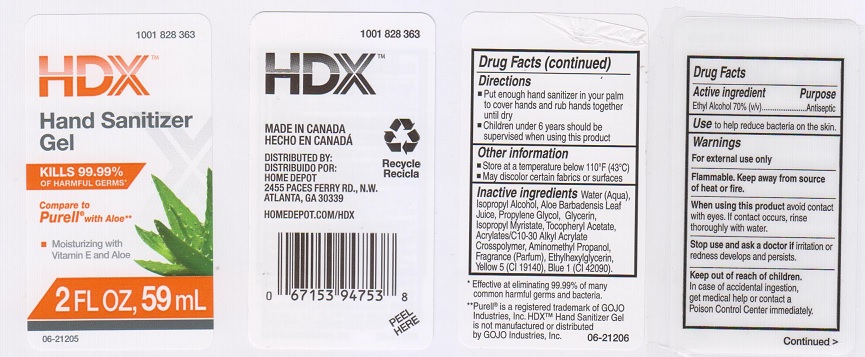 1001 828 363
HDX™
Hand Sanitizer
Gel
KILLS 99.99%
OF HARMFUL GERMS*
Compare to
Purell® with Aloe**
■ Moisturizing with
Vitamin E and Aloe
2 FL OZ, 59 mL
06-21205
1001 828 363
HDX™
MADE IN CANADA
HECHO EN CANADÁ
DISTRIBUTED BY:
DISTRIBUIDO POR:
HOME DEPOT
2455 PACES FERRY RD., N.W.
ATLANTA, GA 30339
HOMEDEPOT.COM/HDX
Recycle
Recicla
0 67153 94753 8
PEEL
HERE
Drug Facts (continued)
Directions
■ Put enough hand sanitizer in your palm
to cover hands and rub hands together
until dry
■ Children under 6 years should be
supervised when using this product
Other information
■ Store at a temperature below 110°F (43°C)
■ May discolor certain fabrics or surfaces
Inactive ingredients Water (Aqua),
Isopropyl Alcohol, Aloe Barbadensis Leaf
Juice, Propylene Glycol, Glycerin,
Isopropyl Myristate, Tocopheryl Acetate,
Acrylates/C10-30 Alkyl Acrylate
Crosspolymer, Aminomethyl Propanol,
Fragrance (Parfum), Ethylhexylglycerin,
Yellow 5 (CI 19140), Blue 1 (CI 42090).
* Effective at eliminating 99.99% of many
common harmful germs and bacteria.
**Purell® is a registered trademark of GOJO
Industries, Inc. HDX™ Hand Sanitizer Gel
is not manufactured or distributed
by GOJO Industries, Inc.
06-21206
Drug Facts
Active ingredient Purpose
Ethyl Alcohol 70% (v/v).......................Antiseptic
Use to help reduce bacteria on the skin.
Warnings
For external use only
Flammable. Keep away from source
of heat or fire.
When using this product avoid contact
with eyes. If contact occurs, rinse
thoroughly with water.
Stop use and ask a doctor if irritation or
redness develops and persists.
Keep out of reach of children.
In case of accidental ingestion,
get medical help or contact a
Poison Control Center immediately.
Continued >